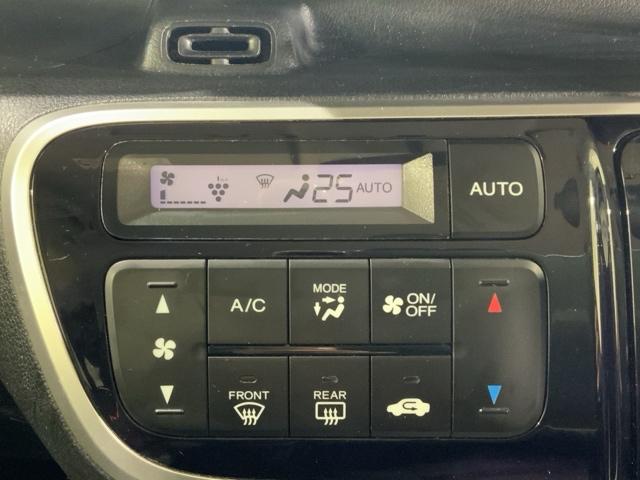 25 AUTO
AUTO
A/C
MODE
ON/
OFF
FRONT
REAR